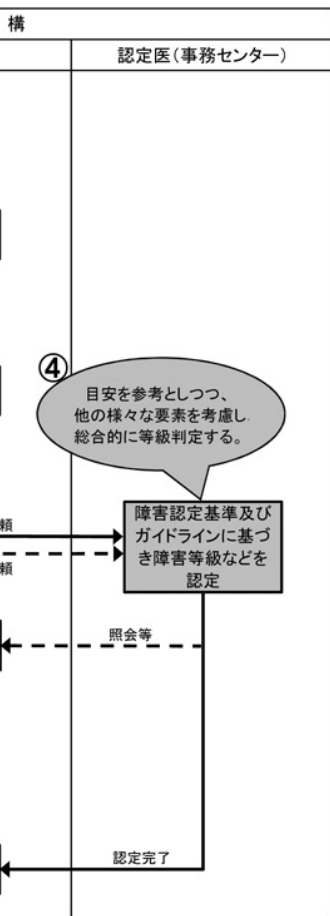 構
認定医（事務センター）
④
目安を参考としつつ、
他の様々な要素を考慮し、
総合的に等級判定する。
頼
障害認定基準及び
ガイドラインに基づ
き障害等級などを
認定
頼
照会等
認定完了